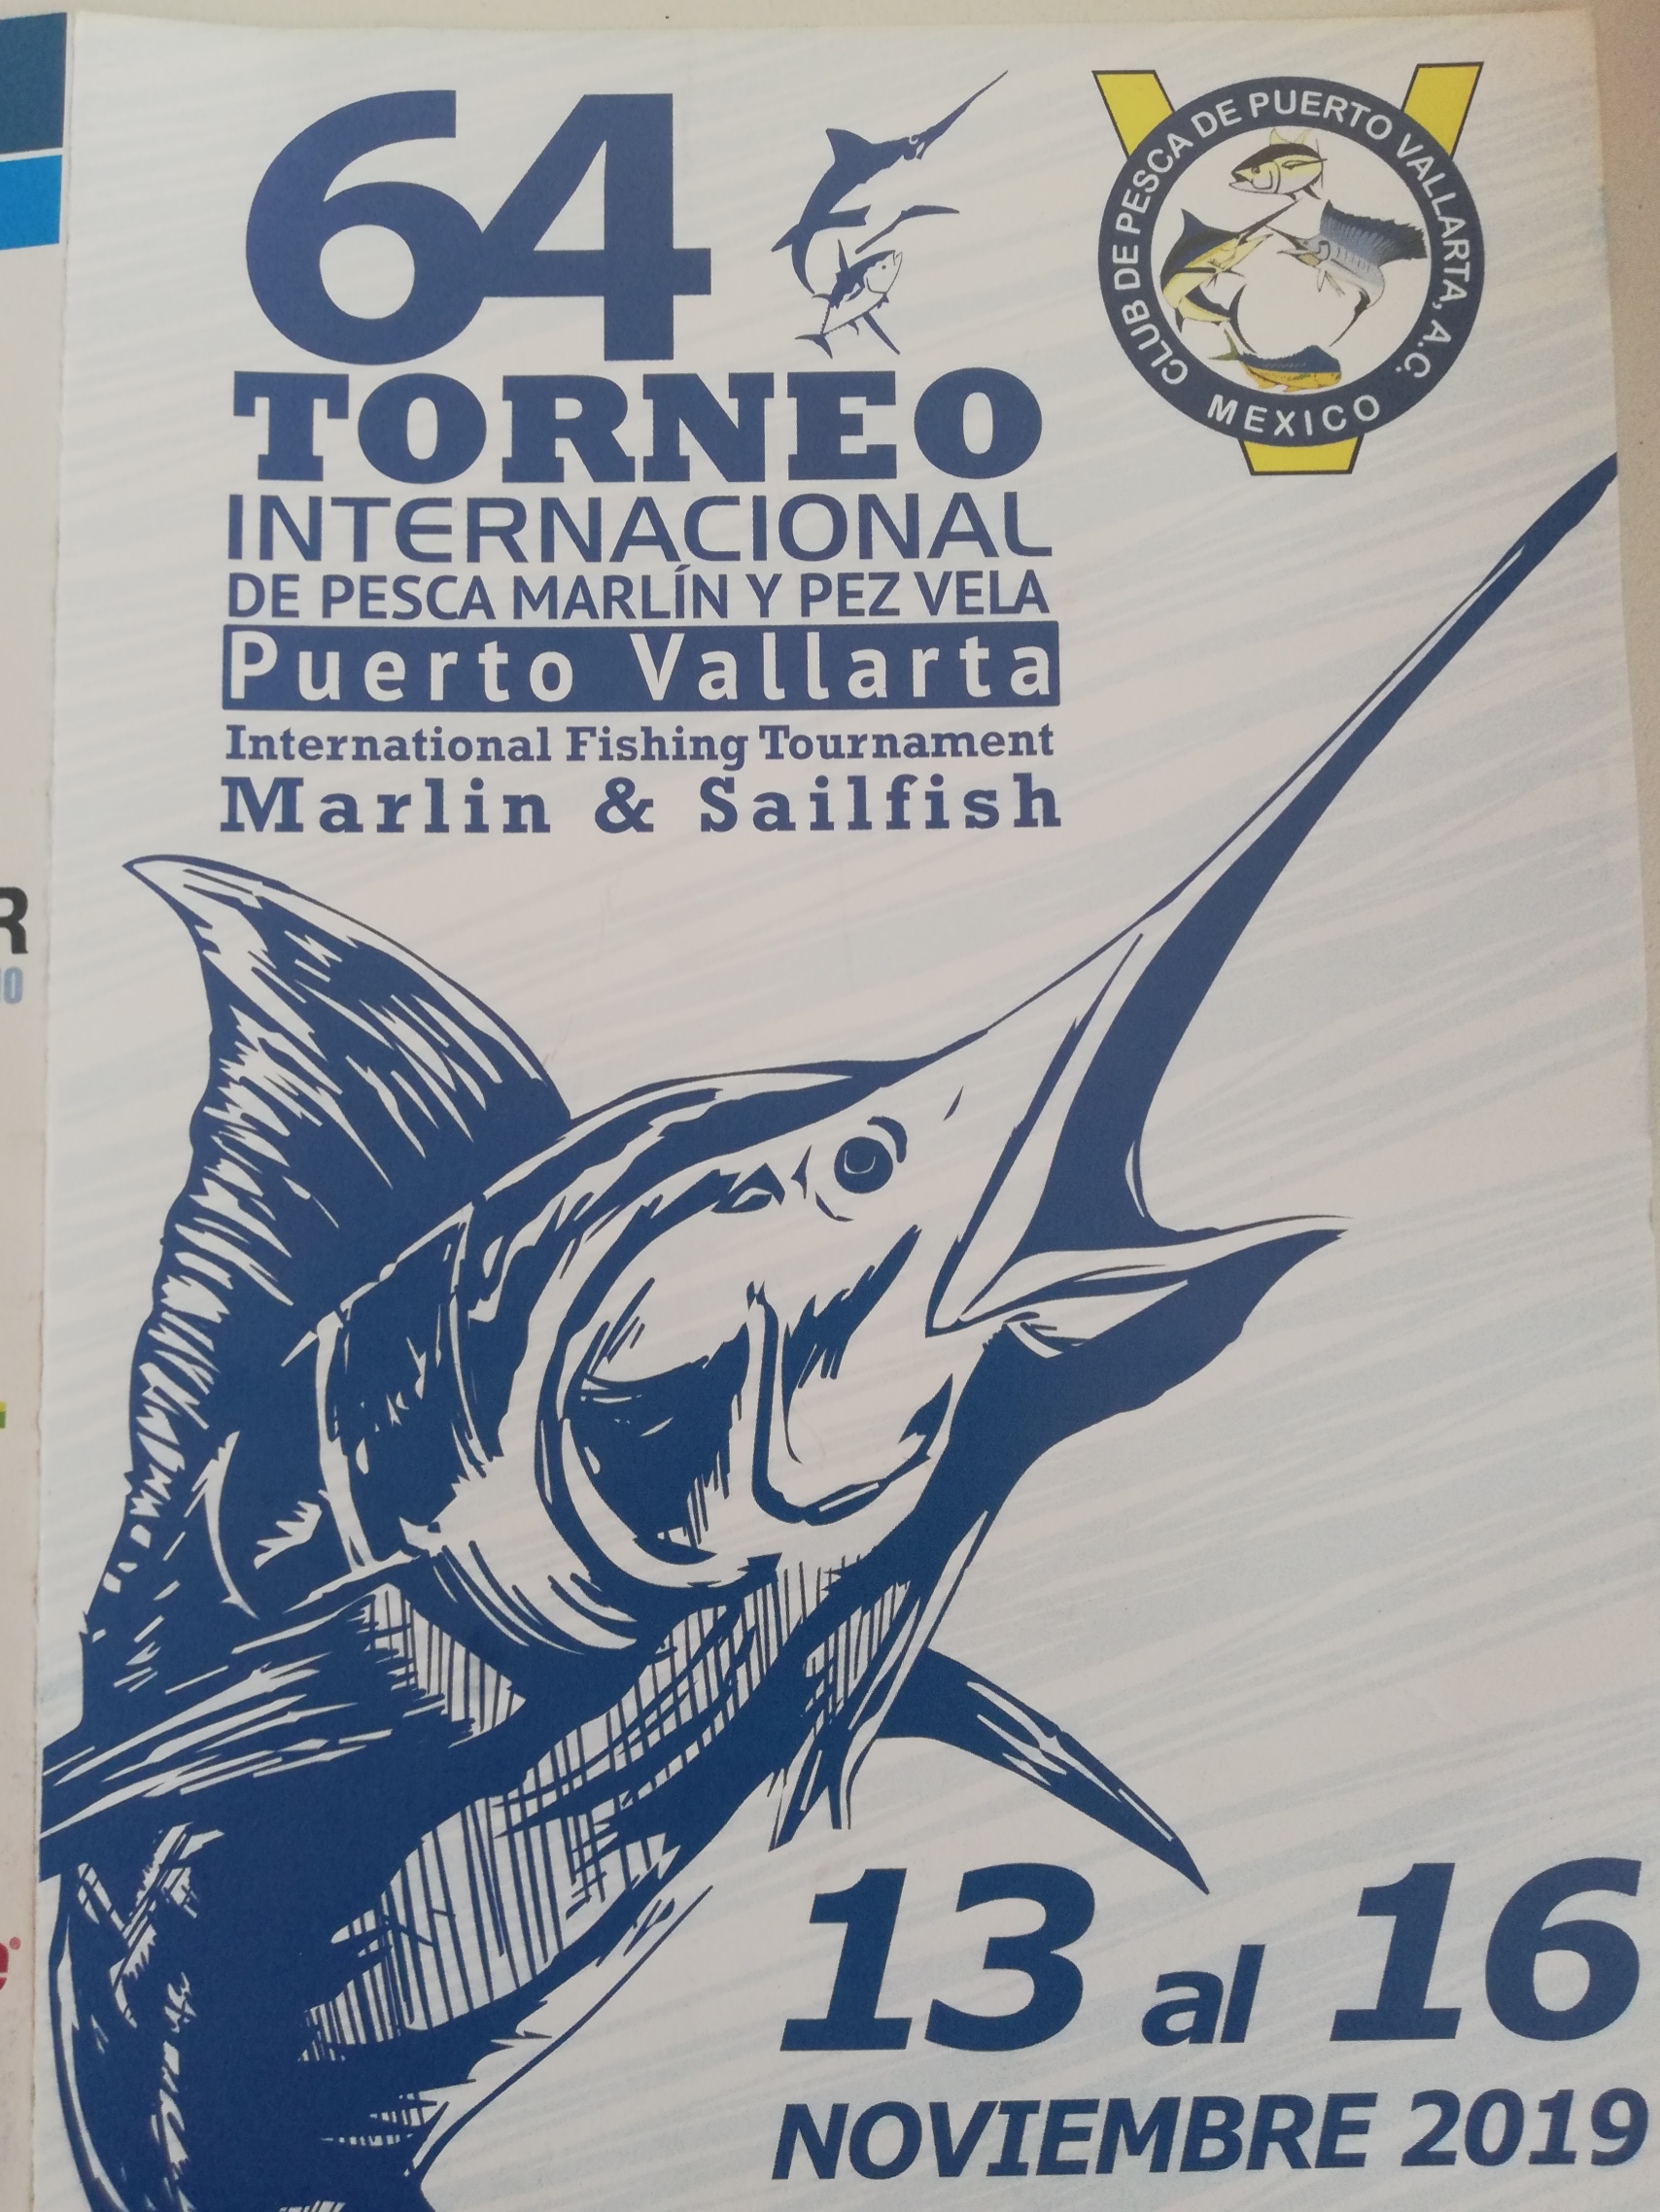 64
TORNEO
INTERNACIONAL
DE PESCA MARLÍN Y PEZ VELA
Puerto Vallarta
International Fishing Tournament
Marlin & Sailfish
CLUB DE PESCA DE PUERTO VALLARTA, A.C.
MEXICO
13 al 16
NOVIEMBRE 2019